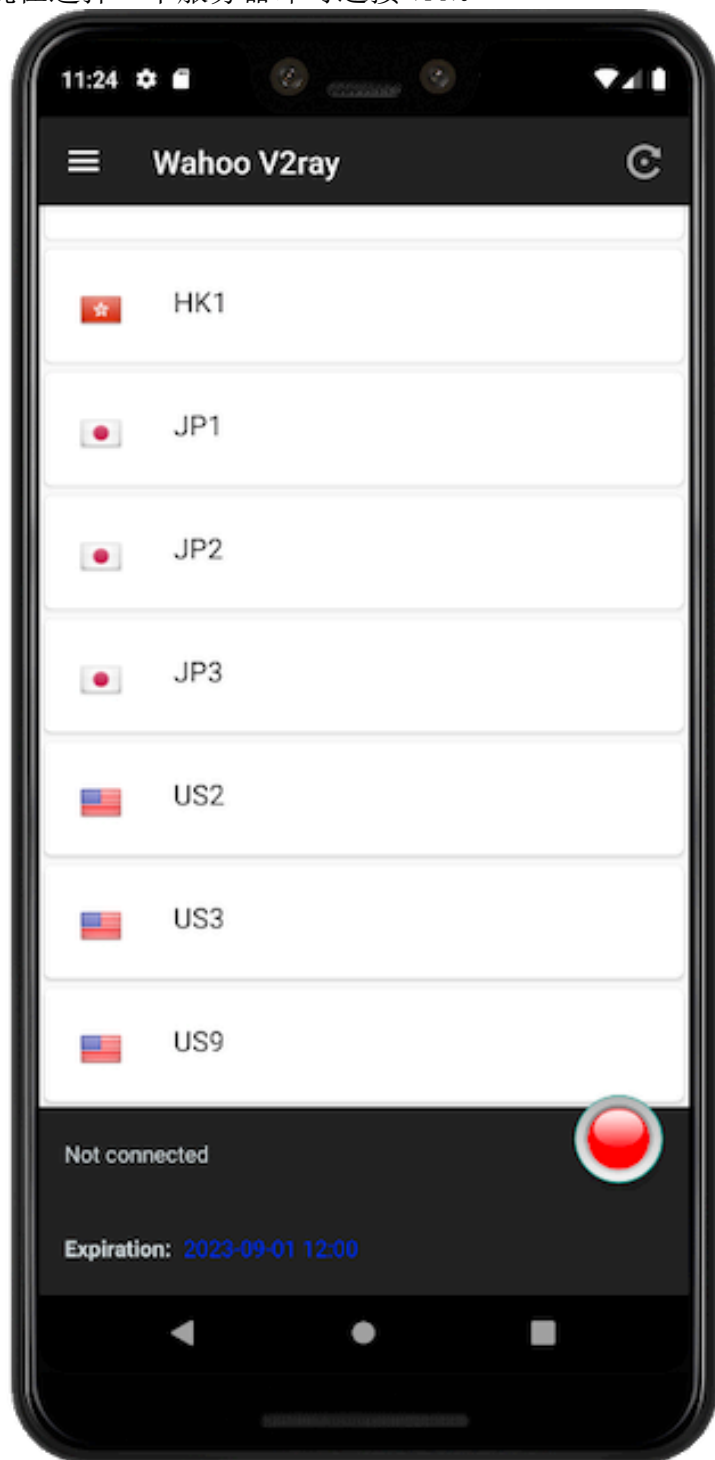 11:24
Wahoo V2ray
HK1
JP1
JP2
JP3
US2
US3
US9
Not connected
Expiration: 2023-09-01 12:00